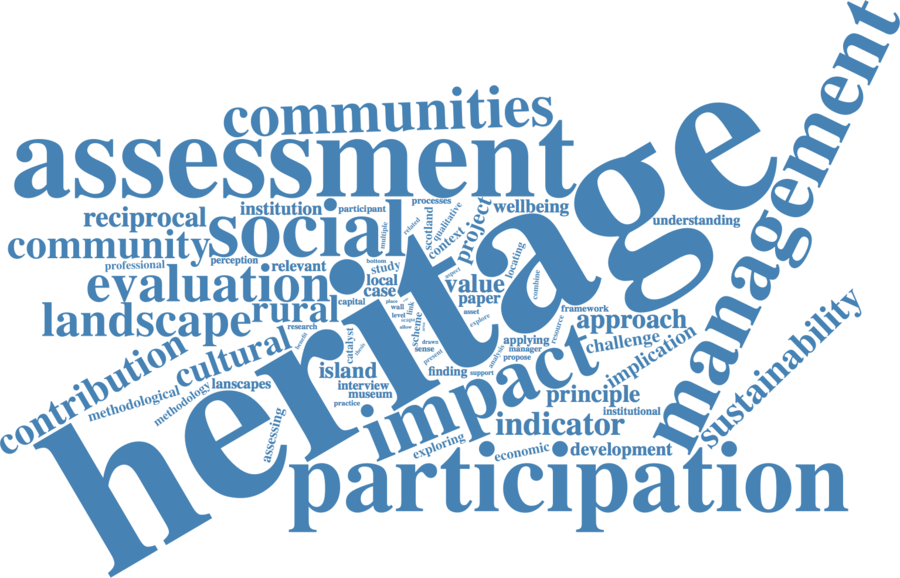 communities
assessment
management
heritage
reciprocal
institution
participant
processes
wellbeing
understanding
community
social
multiple
related
scotland
qualitative
context
project
professional
perception
relevant
bottom
study
local
case
aspect
value
locating
combine
evaluation
capital
place
wall
level
link
scheme
paper
asset
explore
framework
landscape
rural
research
benefit
approach
resource
challenge
implication
sustainability
contribution
cultural
catalyst
thesis
allow
drawn
sense
present
applying
manager
propose
analysis
support
finding
island
interview
museum
practice
methodological
methodology
lanscapes
assessing
impact
principle
institutional
indicator
exploring
economic
development
participation